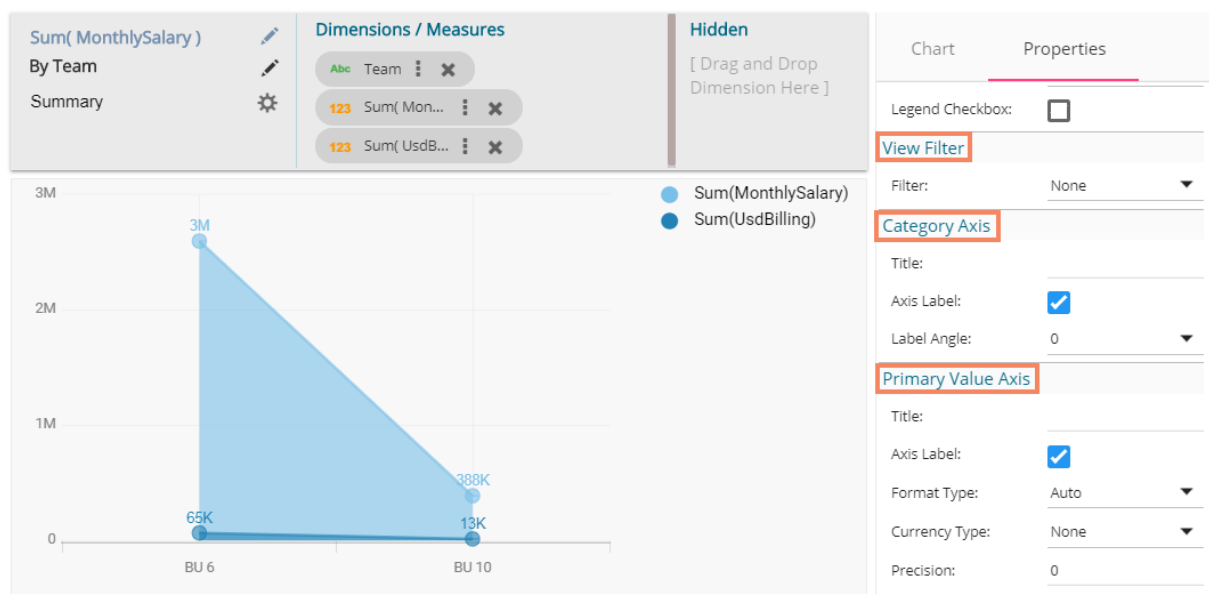 Sum( MonthlySalary )
By Team
Summary
Dimensions / Measures
Abc Team
123 Sum( Mon...
123 Sum( UsdB...
Hidden
[ Drag and Drop
Dimension Here ]
3M
2M
1M
0
3M
388K
65K
13K
BU 6
BU 10
Sum(MonthlySalary)
Sum(UsdBilling)
Chart
Properties
Legend Checkbox:
View Filter
Filter: None
Category Axis
Title:
Axis Label:
Label Angle: 0
Primary Value Axis
Title:
Axis Label:
Format Type: Auto
Currency Type: None
Precision: 0